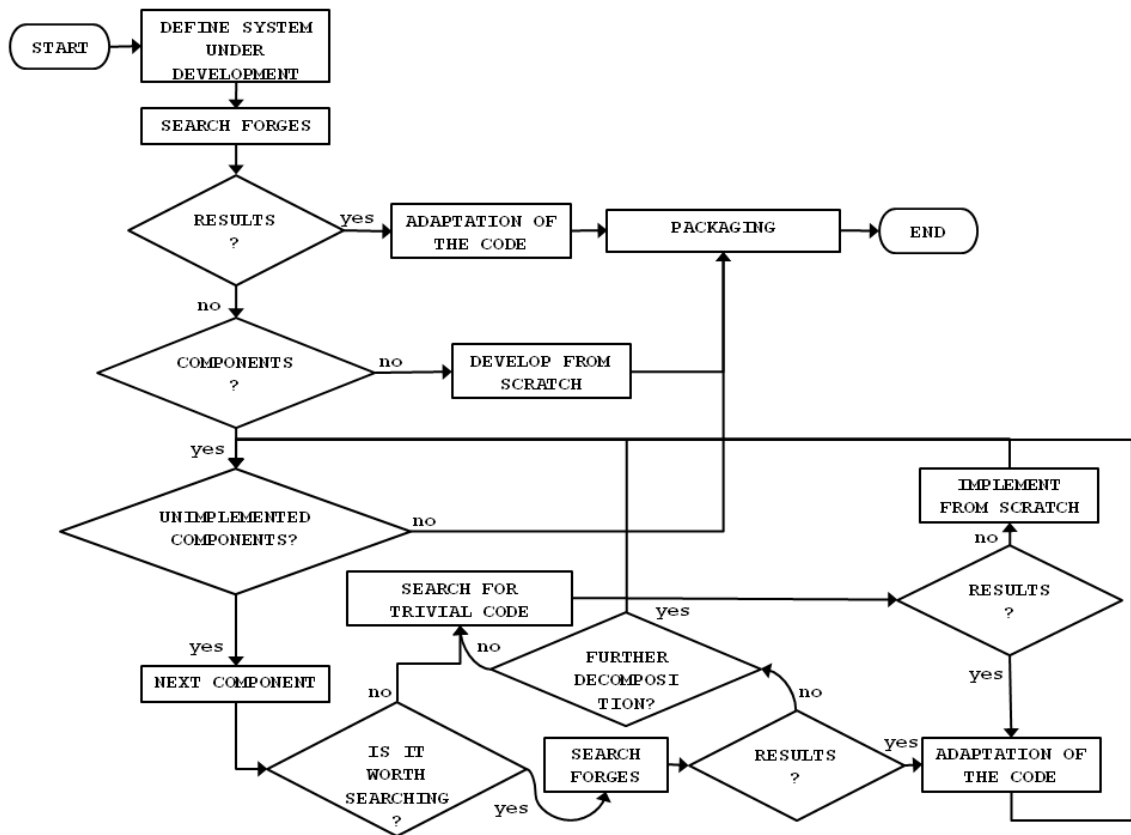 START
DEFINE SYSTEM
UNDER
DEVELOPMENT
SEARCH FORGES
RESULTS
?
yes
ADAPTATION OF
THE CODE
PACKAGING
END
no
COMPONENTS
?
no
DEVELOP FROM
SCRATCH
yes
UNIMPLEMENTED
COMPONENTS?
no
IMPLEMENT
FROM SCRATCH
no
SEARCH FOR
TRIVIAL CODE
RESULTS
?
yes
yes
NEXT COMPONENT
no
no
FURTHER
DECOMPOSI
TION?
yes
no
yes
IS IT
WORTH
SEARCHING
?
yes
SEARCH
FORGES
RESULTS
?
yes
ADAPTATION OF
THE CODE